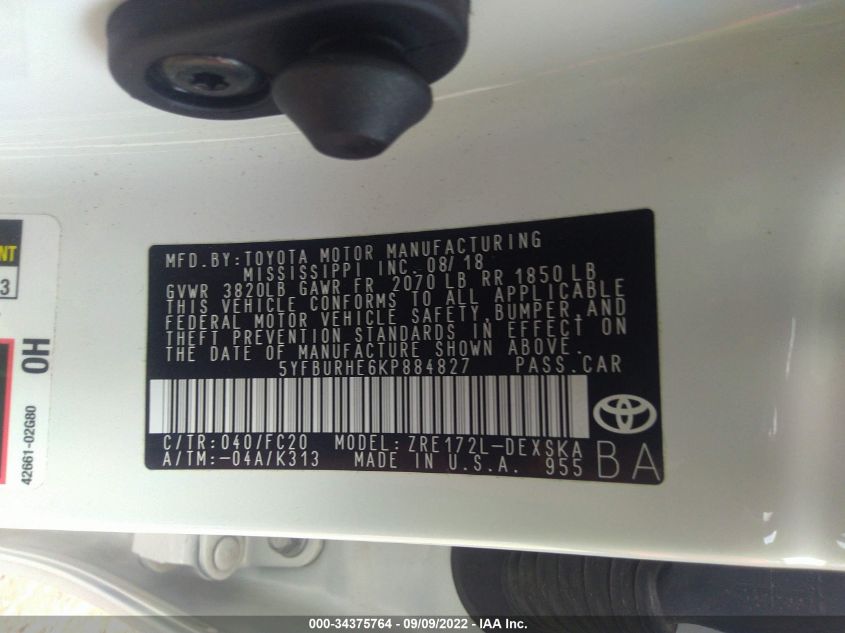 MFD.BY:TOYOTA MOTOR MANUFACTURING
MISSISSIPPI INC. 08/18
GVWR 3820LB GAWR FR 2070 LB RR 1850 LB
THIS VEHICLE CONFORMS TO ALL APPLICABLE
FEDERAL MOTOR VEHICLE SAFETY, BUMPER, AND
THEFT PREVENTION STANDARDS IN EFFECT ON
THE DATE OF MANUFACTURE SHOWN ABOVE.
5YFBURHE6KP884827 PASS.CAR
C/TR:040/FC20 MODEL:ZRE172L-DEXSKA
A/TM:-04A/K313 MADE IN U.S.A. 955
BA
NT
3
OH
42661-02G80
000-34375764 - 09/09/2022 - IAA Inc.